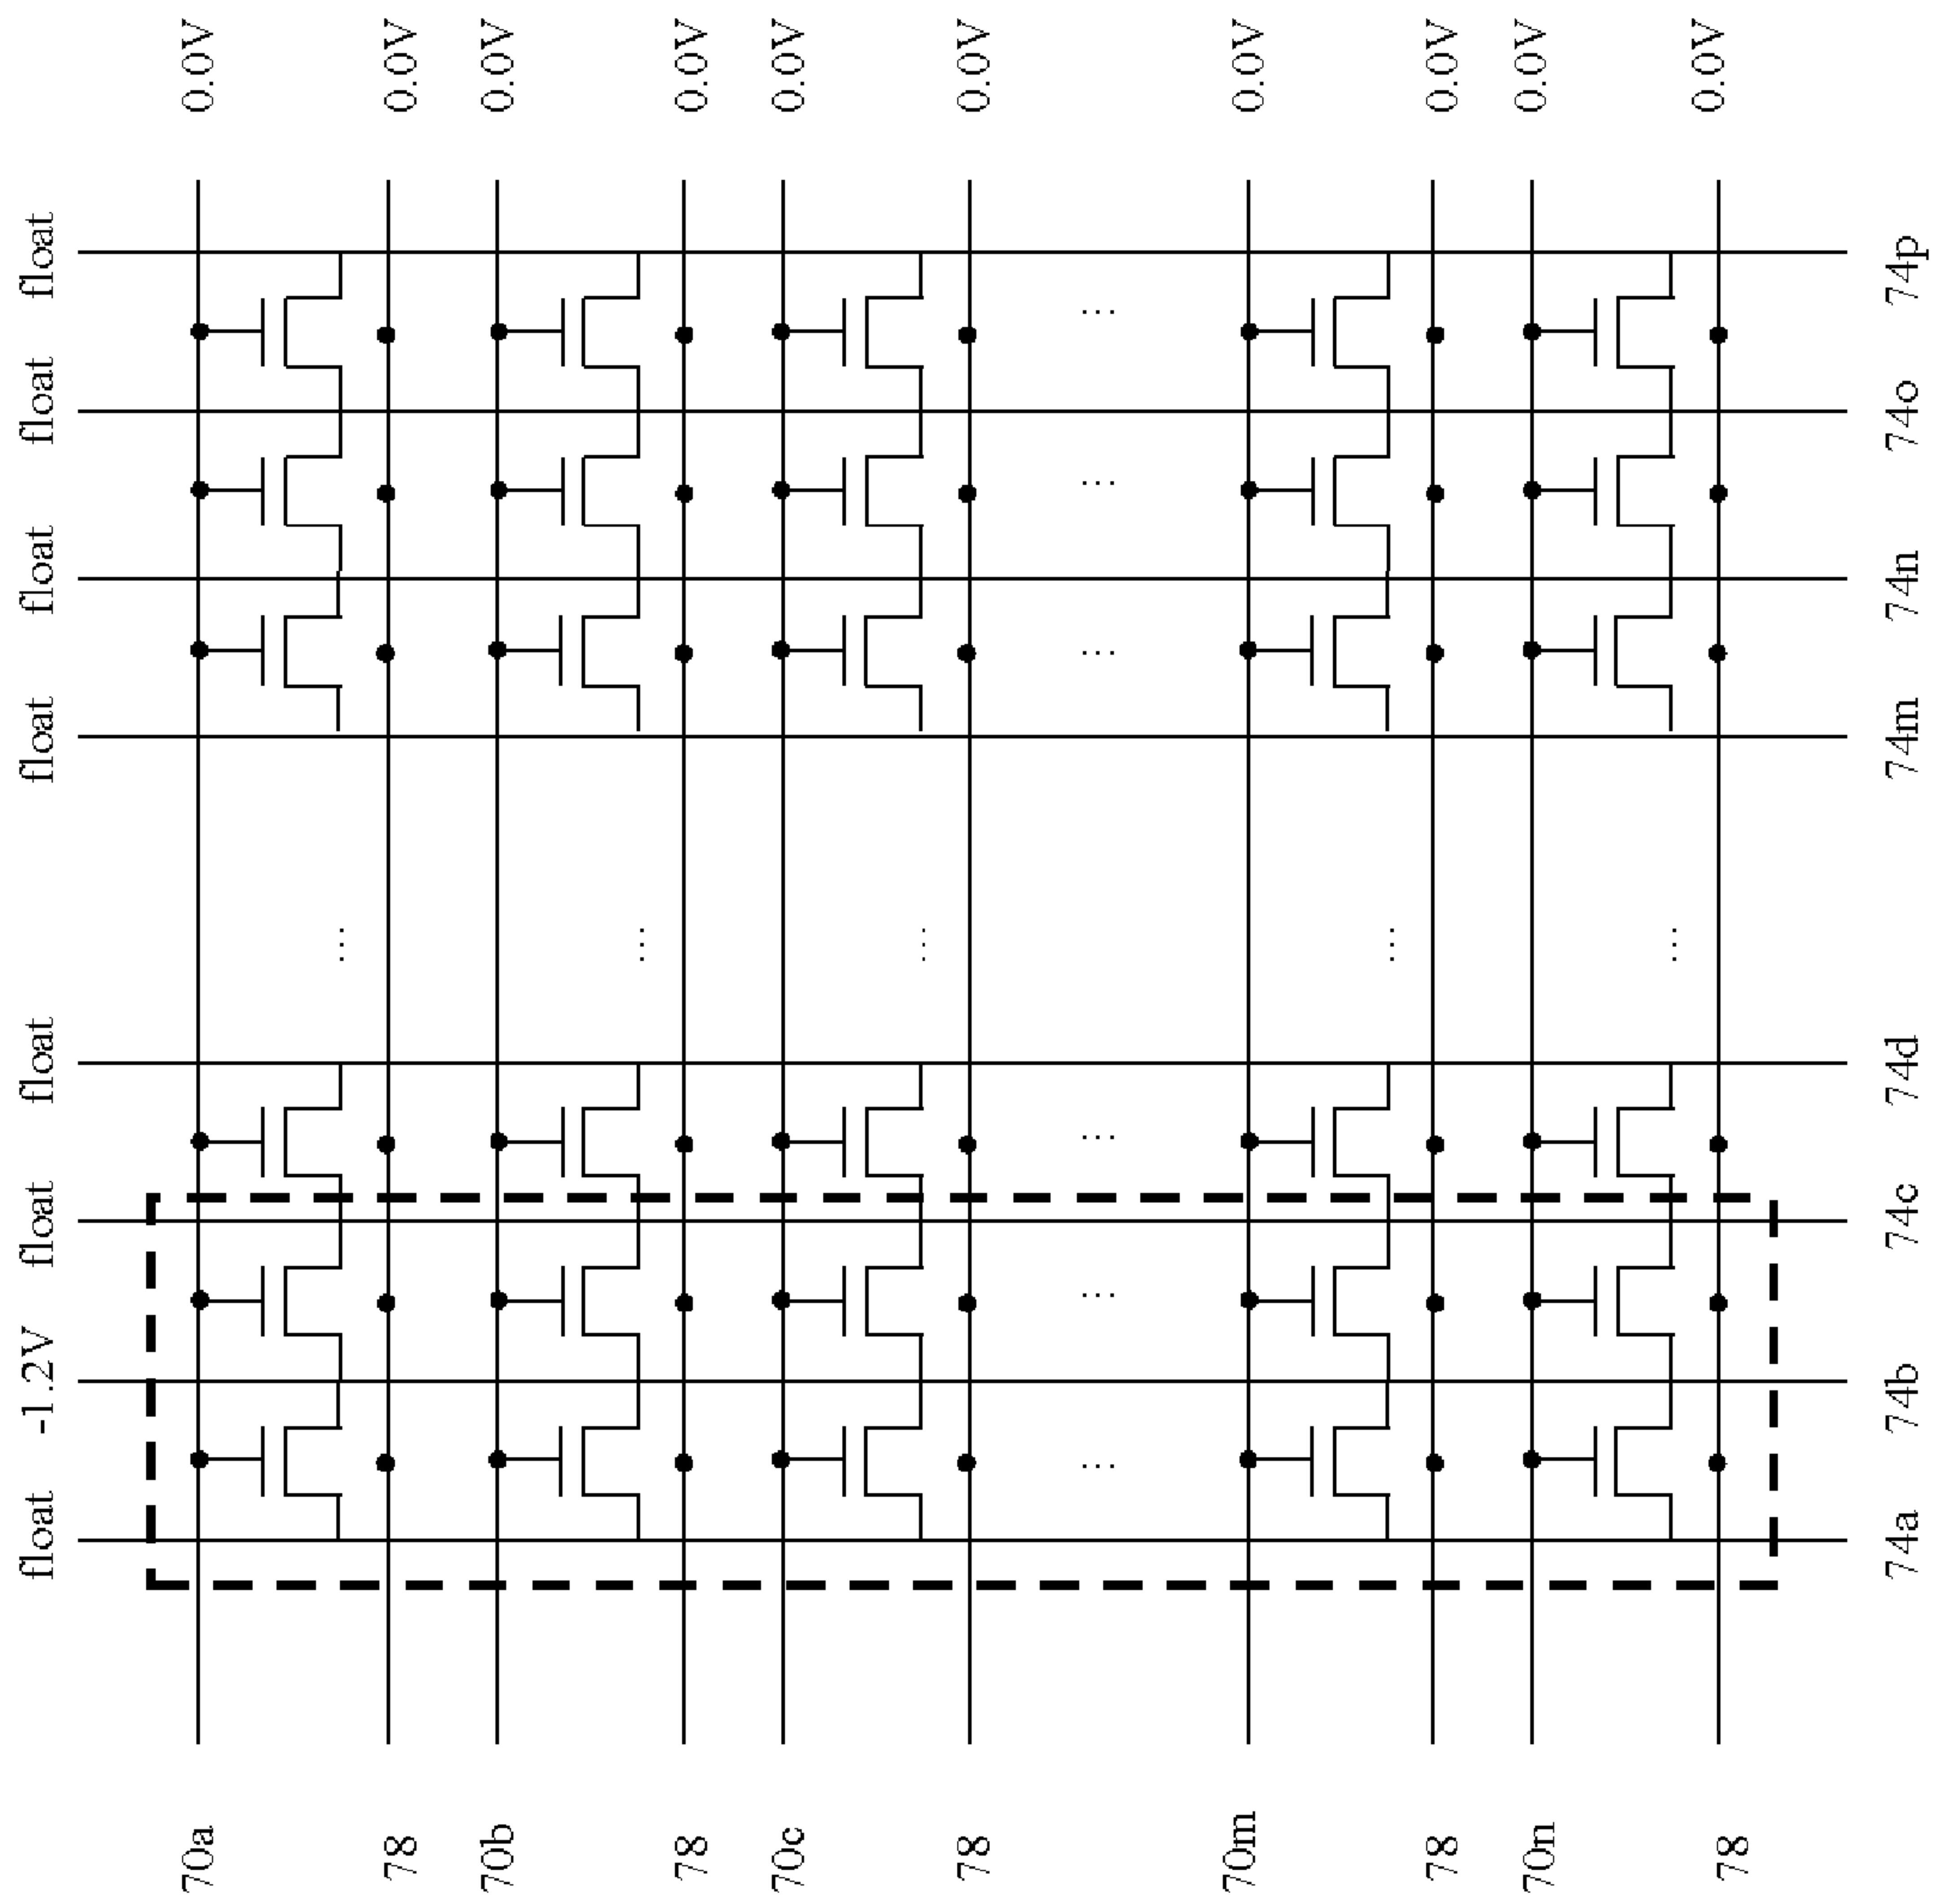 float -1.2V float float float float float float
70a 0.0V
78 0.0V
70b 0.0V
78 0.0V
70c 0.0V
78 0.0V
70m 0.0V
78 0.0V
70n 0.0V
78 0.0V
74a 74b 74c 74d 74m 74n 74o 74p